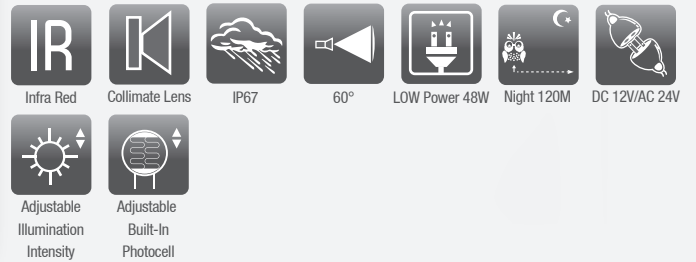 IR
Infra Red
Collimate Lens
IP67
60°
LOW Power 48W
Night 120M
DC 12V/AC 24V
Adjustable
Illumination
Intensity
Adjustable
Built-In
Photocell